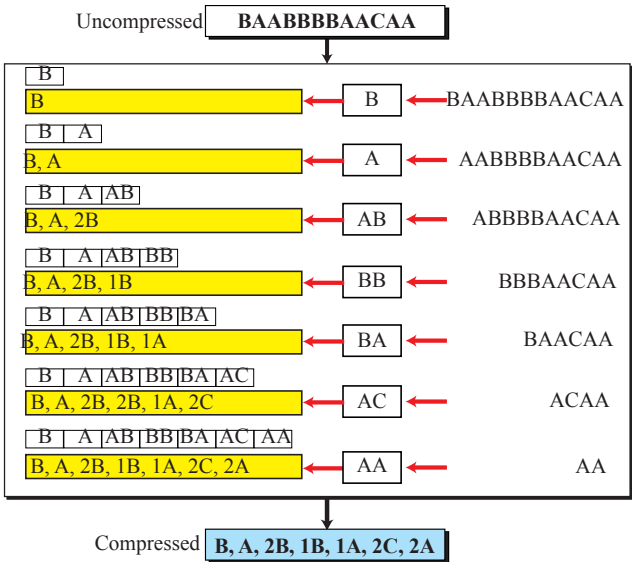 Uncompressed BAABBBBAACAA
B
B B BAABBBBAACAA
B A
B, A A AABBBBAACAA
B A AB
B, A, 2B AB ABBBBAACAA
B A AB BB
B, A, 2B, 1B BB BBBAACAA
B A AB BB BA
B, A, 2B, 1B, 1A BA BAACAA
B A AB BB BA AC
B, A, 2B, 2B, 1A, 2C AC ACAA
B A AB BB BA AC AA
B, A, 2B, 1B, 1A, 2C, 2A AA AA
Compressed B, A, 2B, 1B, 1A, 2C, 2A